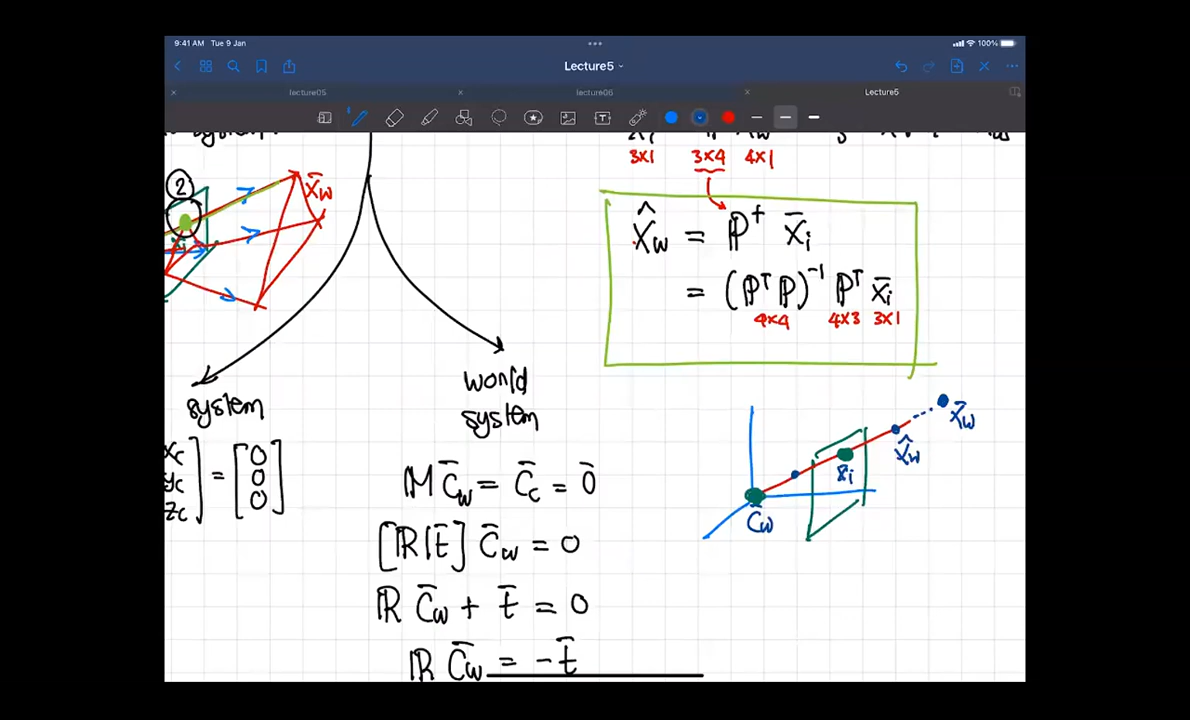 9:41 AM Tue 9 Jan
100%
Lecture5
lecture05
lecture06
Lecture5
system
3x1 3x4 4x1
2
X̄w
X̂w = P⁺ x̄i
= (PᵀP)⁻¹ Pᵀ x̄i
4x4 4x3 3x1
system
world
system
xc
yc
zc
=
0
0
0
M C̄w = C̄c = 0̄
[R|t̄] C̄w = 0
R C̄w + t̄ = 0
R C̄w = -t̄
X̄w
X̂w
x̄i
C̄w